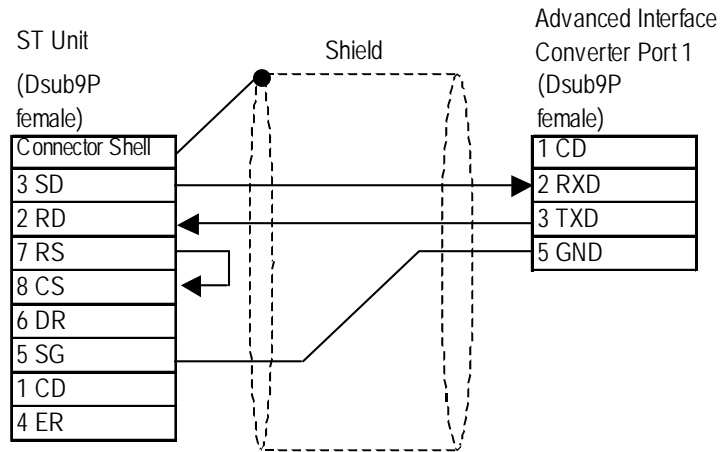 ST Unit
(Dsub9P
female)
Shield
Advanced Interface
Converter Port 1
(Dsub9P
female)
Connector Shell
3 SD
2 RD
7 RS
8 CS
6 DR
5 SG
1 CD
4 ER
1 CD
2 RXD
3 TXD
5 GND